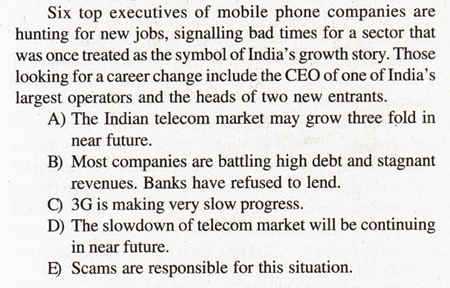 Six top executives of mobile phone companies are
hunting for new jobs, signalling bad times for a sector that
was once treated as the symbol of India's growth story. Those
looking for a career change include the CEO of one of India's
largest operators and the heads of two new entrants.
A) The Indian telecom market may grow three fold in
near future.
B) Most companies are battling high debt and stagnant
revenues. Banks have refused to lend.
C) 3G is making very slow progress.
D) The slowdown of telecom market will be continuing
in near future.
E) Scams are responsible for this situation.